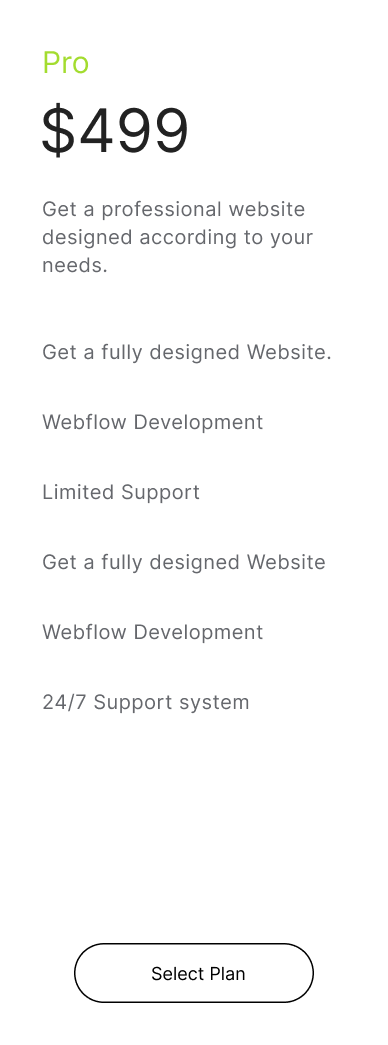 Pro
$499
Get a professional website
designed according to your
needs.
Get a fully designed Website.
Webflow Development
Limited Support
Get a fully designed Website
Webflow Development
24/7 Support system
Select Plan